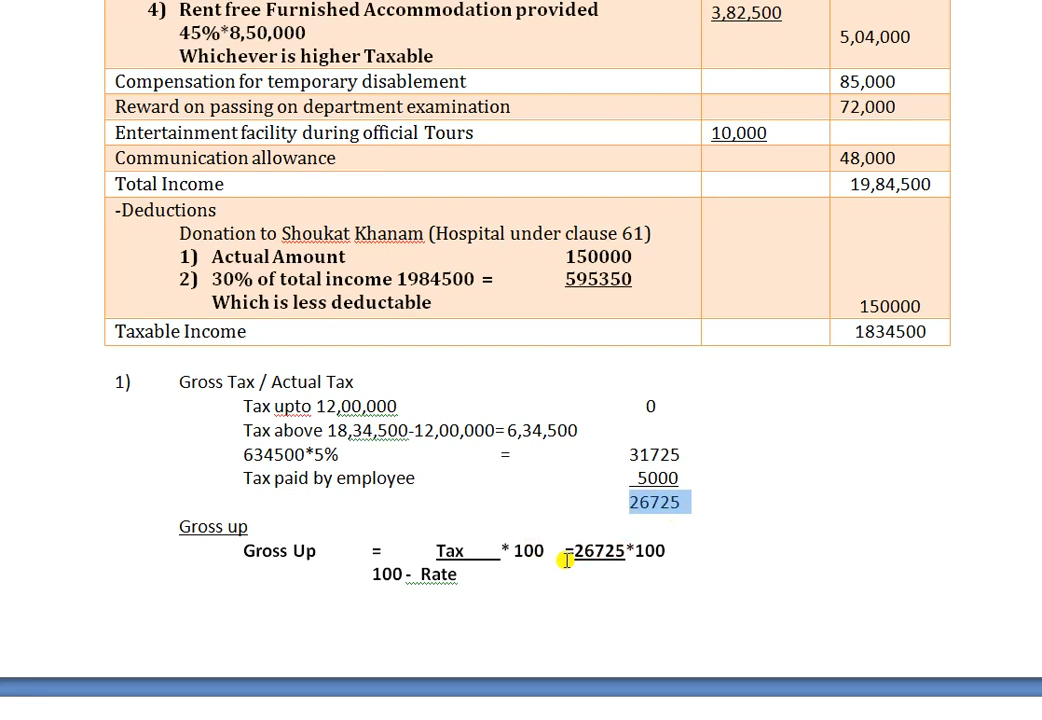 4) Rent free Furnished Accommodation provided 3,82,500
45%*8,50,000 5,04,000
Whichever is higher Taxable
Compensation for temporary disablement 85,000
Reward on passing on department examination 72,000
Entertainment facility during official Tours 10,000
Communication allowance 48,000
Total Income 19,84,500
-Deductions
Donation to Shoukat Khanam (Hospital under clause 61)
1) Actual Amount 150000
2) 30% of total income 1984500 = 595350
Which is less deductable 150000
Taxable Income 1834500
1) Gross Tax / Actual Tax
Tax upto 12,00,000 0
Tax above 18,34,500-12,00,000=6,34,500
634500*5% = 31725
Tax paid by employee 5000
26725
Gross up
Gross Up = Tax * 100 =26725*100
100 - Rate